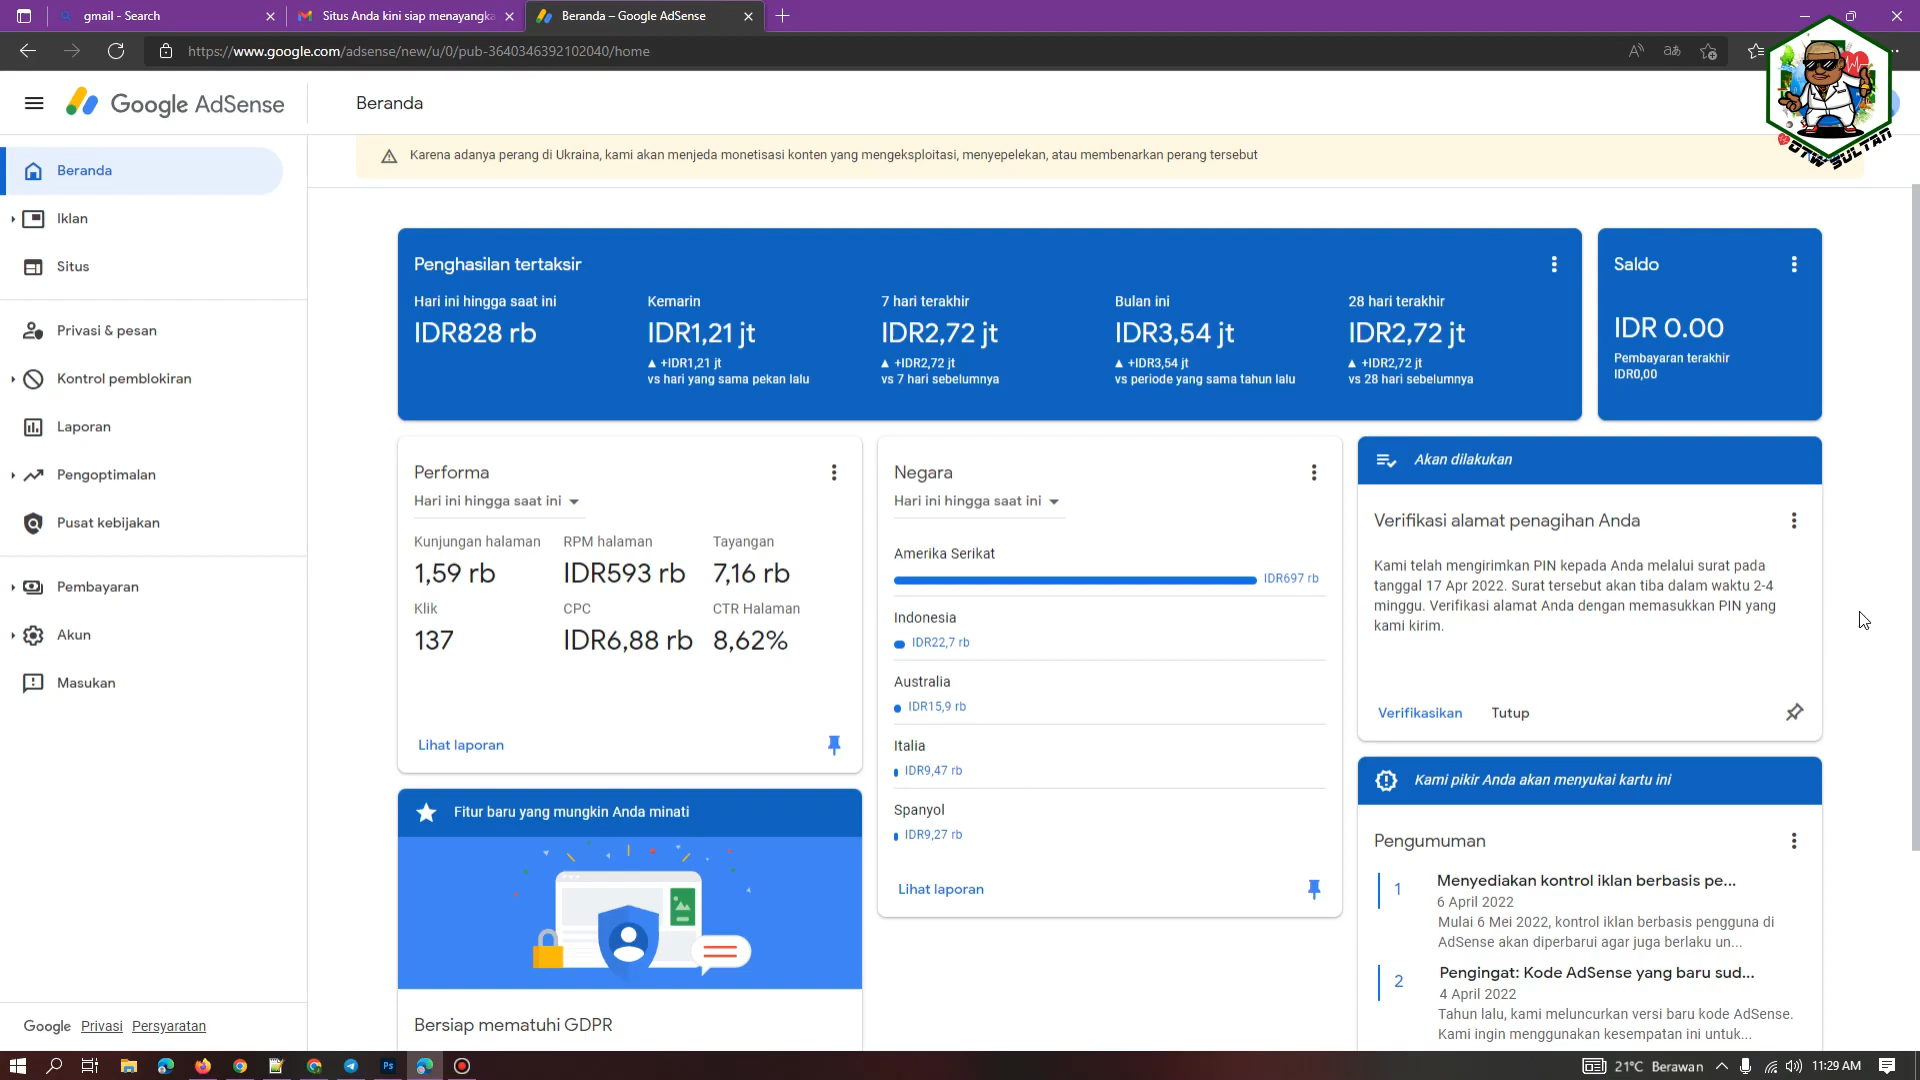 gmail - Search
Situs Anda kini siap menayangka
Beranda – Google AdSense
https://www.google.com/adsense/new/u/0/pub-3640346392102040/home
Google AdSense
Beranda
OTW SULTAN
Karena adanya perang di Ukraina, kami akan menjeda monetisasi konten yang mengeksploitasi, menyepelekan, atau membenarkan perang tersebut
Beranda
Iklan
Situs
Privasi & pesan
Kontrol pemblokiran
Laporan
Pengoptimalan
Pusat kebijakan
Pembayaran
Akun
Masukan
Google Privasi Persyaratan
Penghasilan tertaksir
Hari ini hingga saat ini
IDR828 rb
Kemarin
IDR1,21 jt
+IDR1,21 jt
vs hari yang sama pekan lalu
7 hari terakhir
IDR2,72 jt
+IDR2,72 jt
vs 7 hari sebelumnya
Bulan ini
IDR3,54 jt
+IDR3,54 jt
vs periode yang sama tahun lalu
28 hari terakhir
IDR2,72 jt
+IDR2,72 jt
vs 28 hari sebelumnya
Saldo
IDR 0.00
Pembayaran terakhir
IDR0,00
Performa
Hari ini hingga saat ini
Kunjungan halaman RPM halaman Tayangan
1,59 rb IDR593 rb 7,16 rb
Klik CPC CTR Halaman
137 IDR6,88 rb 8,62%
Lihat laporan
Fitur baru yang mungkin Anda minati
Bersiap mematuhi GDPR
Negara
Hari ini hingga saat ini
Amerika Serikat
IDR697 rb
Indonesia
IDR22,7 rb
Australia
IDR15,9 rb
Italia
IDR9,47 rb
Spanyol
IDR9,27 rb
Lihat laporan
Akan dilakukan
Verifikasi alamat penagihan Anda
Kami telah mengirimkan PIN kepada Anda melalui surat pada
tanggal 17 Apr 2022. Surat tersebut akan tiba dalam waktu 2-4
minggu. Verifikasi alamat Anda dengan memasukkan PIN yang
kami kirim.
Verifikasikan Tutup
Kami pikir Anda akan menyukai kartu ini
Pengumuman
1 Menyediakan kontrol iklan berbasis pe...
6 April 2022
Mulai 6 Mei 2022, kontrol iklan berbasis pengguna di
AdSense akan diperbarui agar juga berlaku un...
2 Pengingat: Kode AdSense yang baru sud...
4 April 2022
Tahun lalu, kami meluncurkan versi baru kode AdSense.
Kami ingin menggunakan kesempatan ini untuk...
Ps
21°C Berawan
11:29 AM